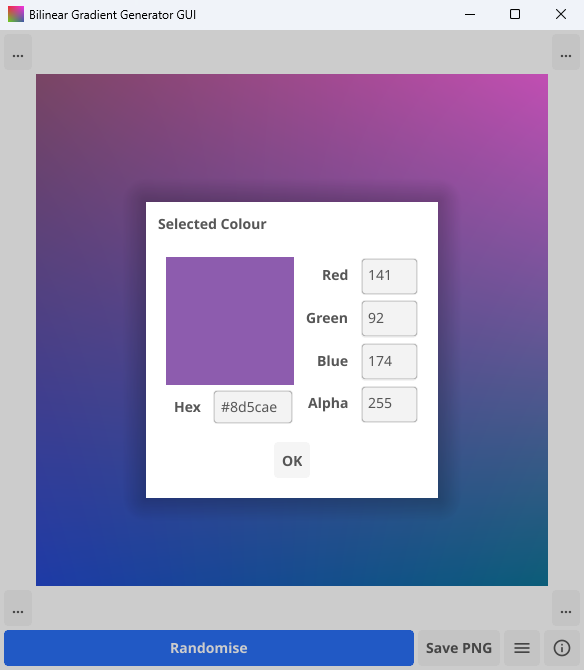 Bilinear Gradient Generator GUI
...
...
Selected Colour
Red 141
Green 92
Blue 174
Hex #8d5cae
Alpha 255
OK
...
...
Randomise
Save PNG